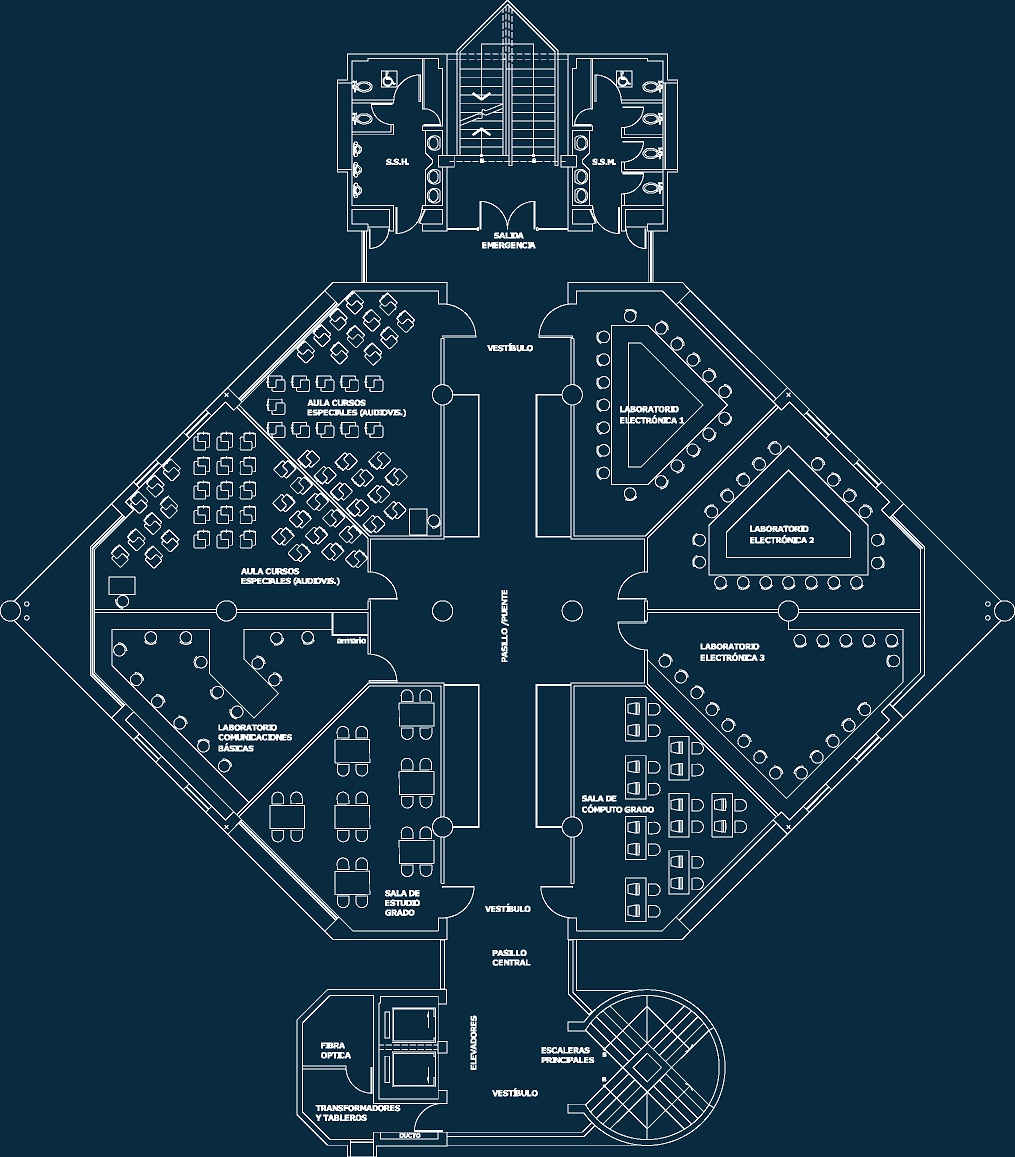 S.S.H.
S.S.M.
SALIDA
EMERGENCIA
VESTÍBULO
AULA CURSOS
ESPECIALES (AUDIOVIS.)
LABORATORIO
ELECTRÓNICA 1
LABORATORIO
ELECTRÓNICA 2
AULA CURSOS
ESPECIALES (AUDIOVIS.)
PASILLO /PUENTE
armario
LABORATORIO
ELECTRÓNICA 3
LABORATORIO
COMUNICACIONES
BÁSICAS
SALA DE
CÓMPUTO GRADO
SALA DE
ESTUDIO
GRADO
VESTÍBULO
PASILLO
CENTRAL
ELEVADORES
FIBRA
OPTICA
ESCALERAS
PRINCIPALES
VESTÍBULO
TRANSFORMADORES
Y TABLEROS
DUCTO